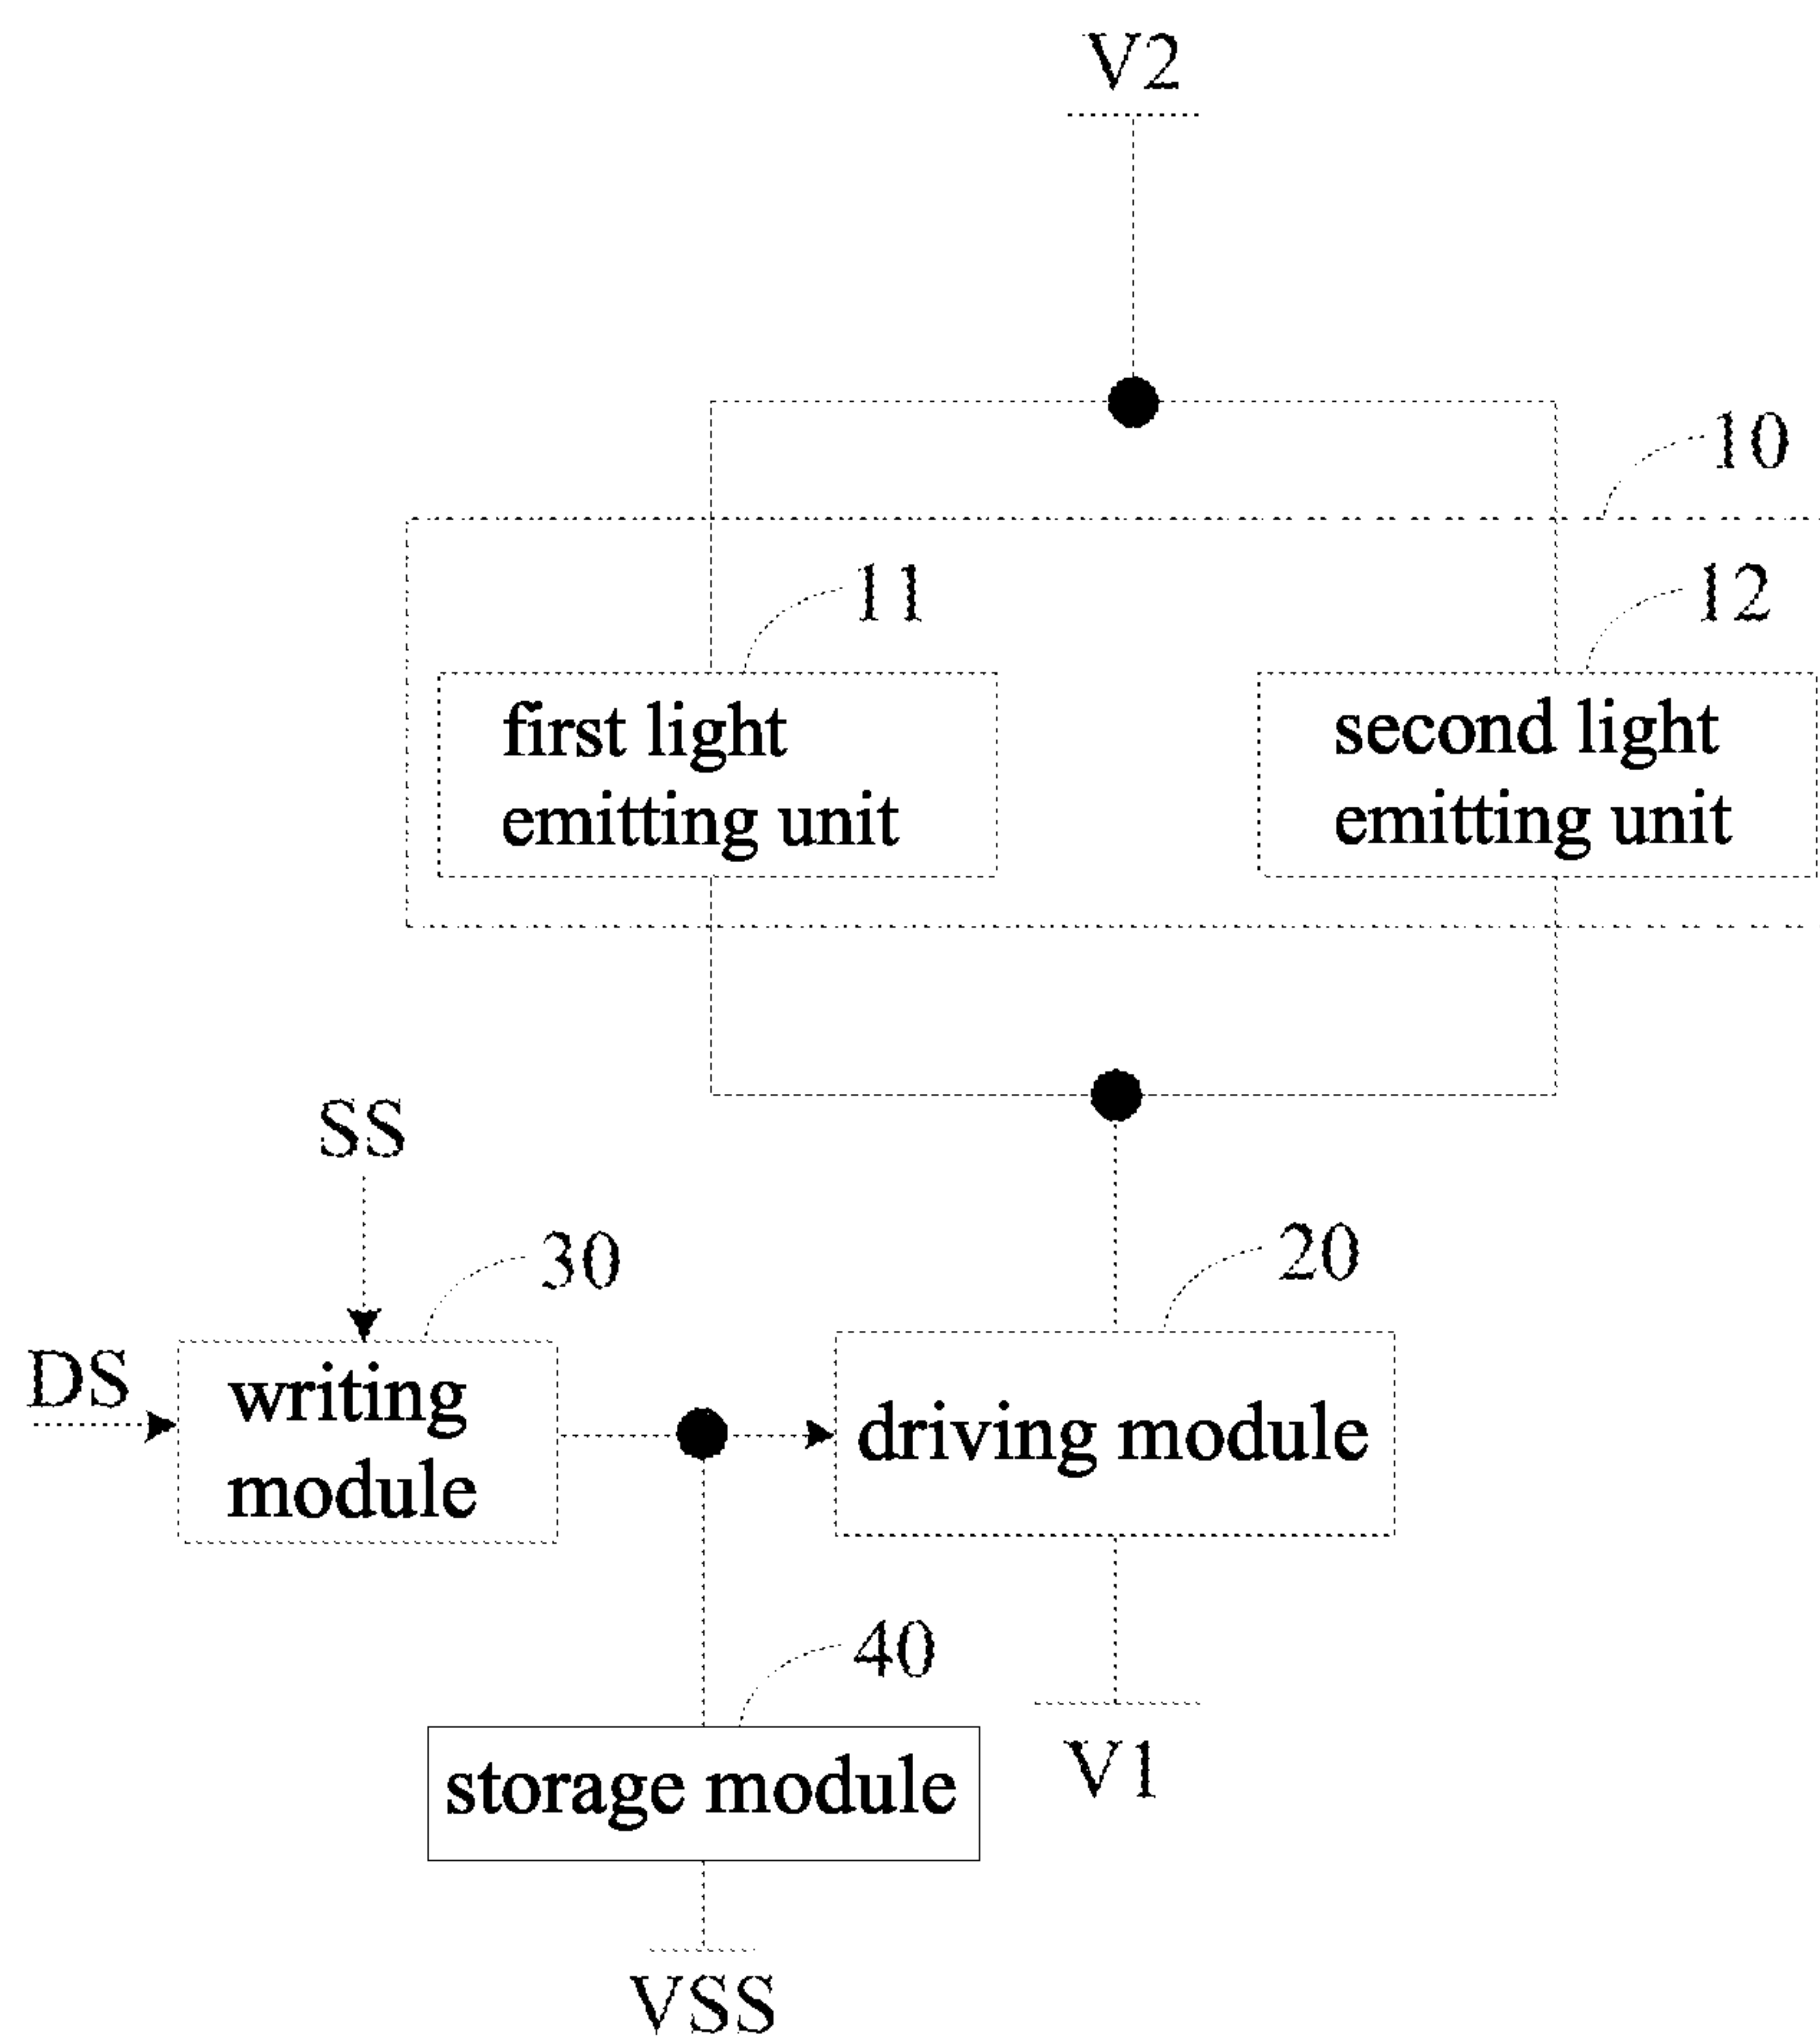 V2
10
11
12
first light
emitting unit
second light
emitting unit
SS
30
20
DS
writing
module
driving module
40
storage module
V1
VSS